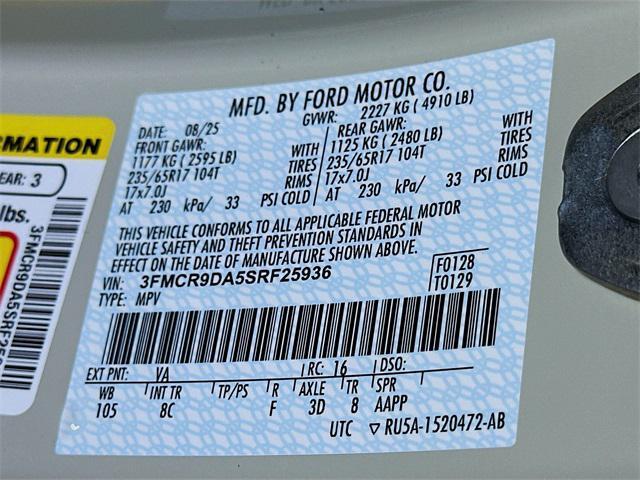 MFD. BY FORD MOTOR CO.
DATE: 08/25
GVWR: 2227 KG ( 4910 LB)
FRONT GAWR:
REAR GAWR:
1177 KG ( 2595 LB) WITH
1125 KG ( 2480 LB) WITH
235/65R17 104T TIRES
235/65R17 104T TIRES
17x7.0J RIMS
17x7.0J RIMS
AT 230 kPa/ 33 PSI COLD
AT 230 kPa/ 33 PSI COLD
THIS VEHICLE CONFORMS TO ALL APPLICABLE FEDERAL MOTOR
VEHICLE SAFETY AND THEFT PREVENTION STANDARDS IN
EFFECT ON THE DATE OF MANUFACTURE SHOWN ABOVE.
VIN: 3FMCR9DA5SRF25936
TYPE: MPV
F0128
T0129
EXT PNT: VA RC: 16 DSO:
WB INT TR TP/PS R AXLE TR SPR
105 8C F 3D 8 AAPP
UTC ▽RU5A-1520472-AB
ORMATION
EAR: 3
lbs.
3FMCR9DA5SRF259